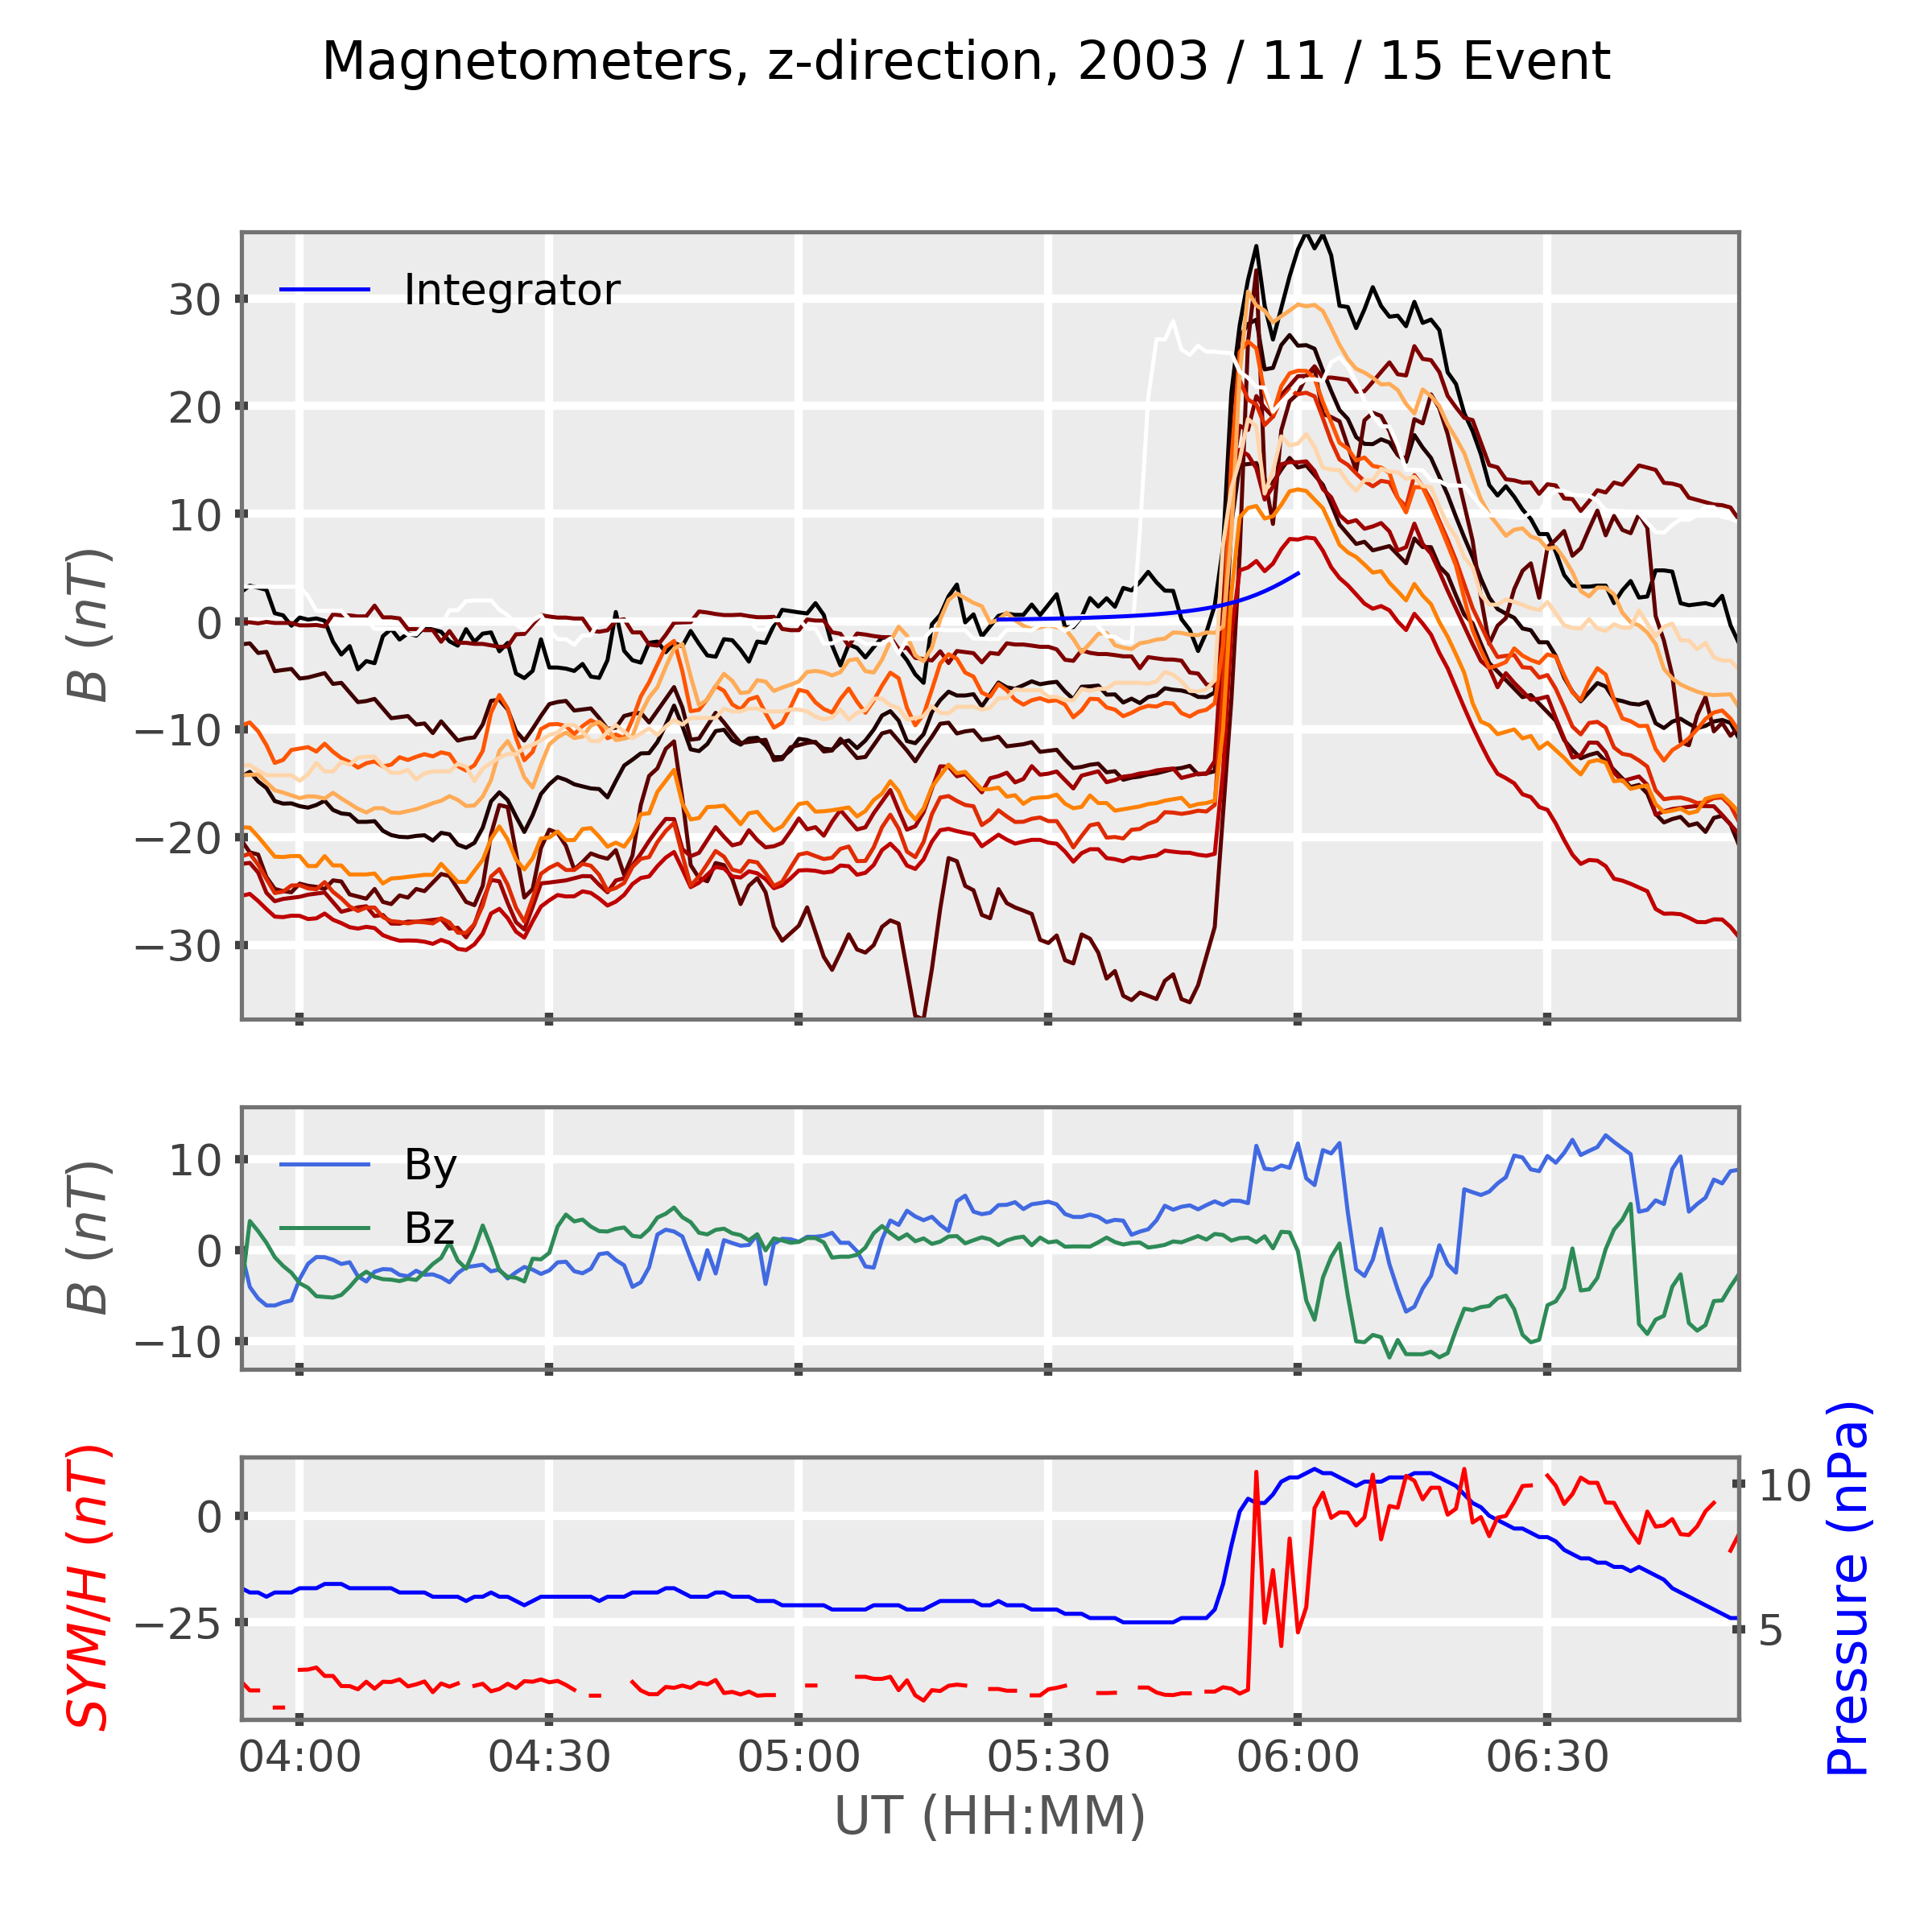 Magnetometers, z-direction, 2003 / 11 / 15 Event
B (nT)
30
20
10
0
−10
−20
−30
Integrator
B (nT)
10
0
−10
By
Bz
SYM/H (nT)
0
−25
10
5
Pressure (nPa)
04:00 04:30 05:00 05:30 06:00 06:30
UT (HH:MM)